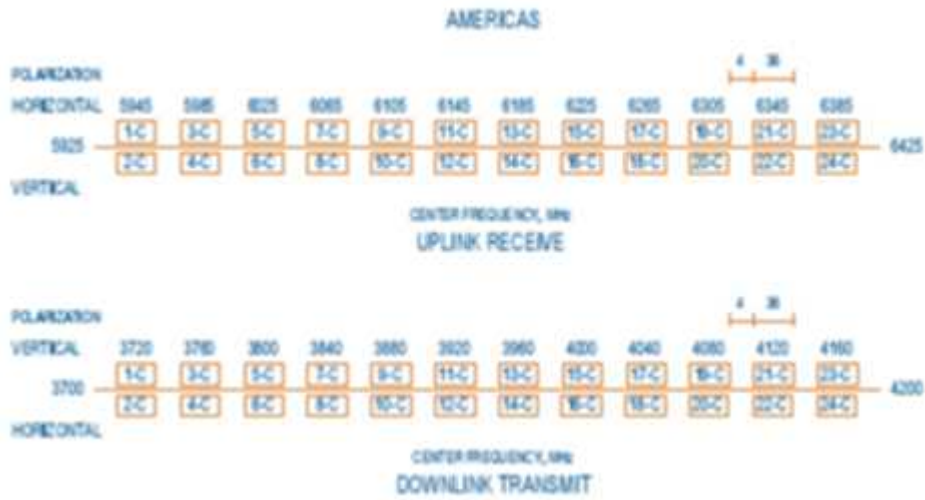 AMERICAS
4 36
POLARIZATION
HORIZONTAL 5945 5985 6025 6065 6105 6145 6185 6225 6265 6305 6345 6385
1-C 3-C 5-C 7-C 9-C 11-C 13-C 15-C 17-C 19-C 21-C 23-C
5925 6425
2-C 4-C 6-C 8-C 10-C 12-C 14-C 16-C 18-C 20-C 22-C 24-C
VERTICAL
CENTER FREQUENCY, MHz
UPLINK RECEIVE
4 36
POLARIZATION
VERTICAL 3720 3760 3800 3840 3880 3920 3960 4000 4040 4080 4120 4160
1-C 3-C 5-C 7-C 9-C 11-C 13-C 15-C 17-C 19-C 21-C 23-C
3700 4200
2-C 4-C 6-C 8-C 10-C 12-C 14-C 16-C 18-C 20-C 22-C 24-C
HORIZONTAL
CENTER FREQUENCY, MHz
DOWNLINK TRANSMIT